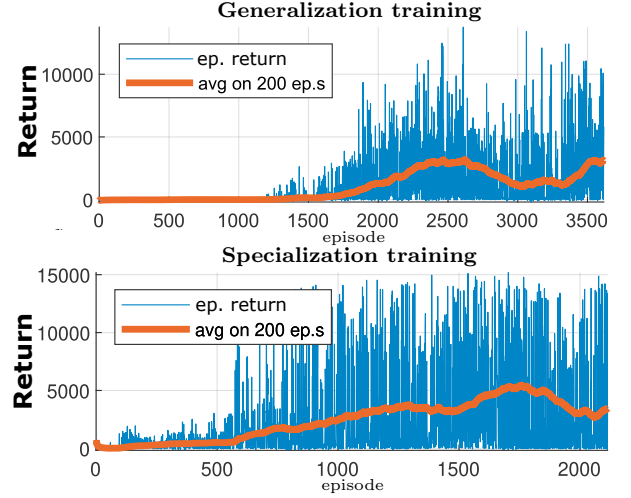 Generalization training
Return
10000
5000
0
ep. return
avg on 200 ep.s
0 500 1000 1500 2000 2500 3000 3500
episode
Specialization training
Return
15000
10000
5000
0
ep. return
avg on 200 ep.s
0 500 1000 1500 2000
episode